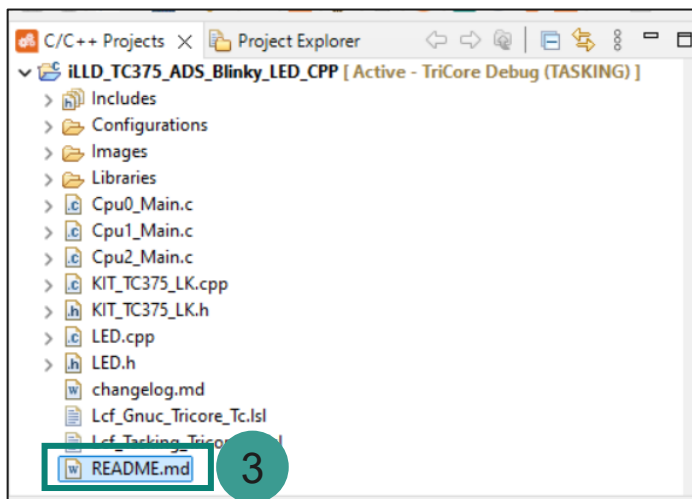 C/C++ Projects Project Explorer
iLLD_TC375_ADS_Blinky_LED_CPP [ Active - TriCore Debug (TASKING) ]
Includes
Configurations
Images
Libraries
Cpu0_Main.c
Cpu1_Main.c
Cpu2_Main.c
KIT_TC375_LK.cpp
KIT_TC375_LK.h
LED.cpp
LED.h
changelog.md
Lcf_Gnuc_Tricore_Tc.lsl
README.md
3